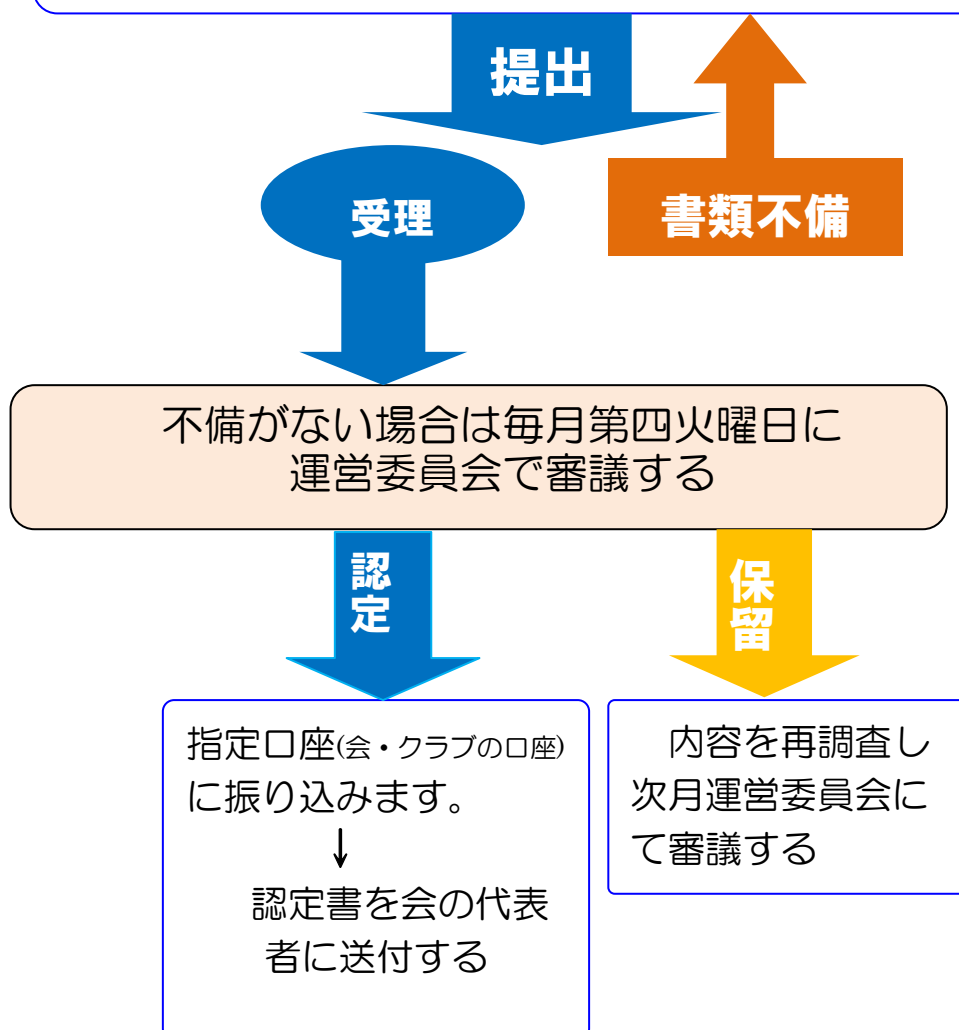 提出
受理
書類不備
不備がない場合は毎月第四火曜日に
運営委員会で審議する
認定
保留
指定口座(会・クラブの口座)
に振り込みます。
↓
認定書を会の代表
者に送付する
内容を再調査し
次月運営委員会に
て審議する